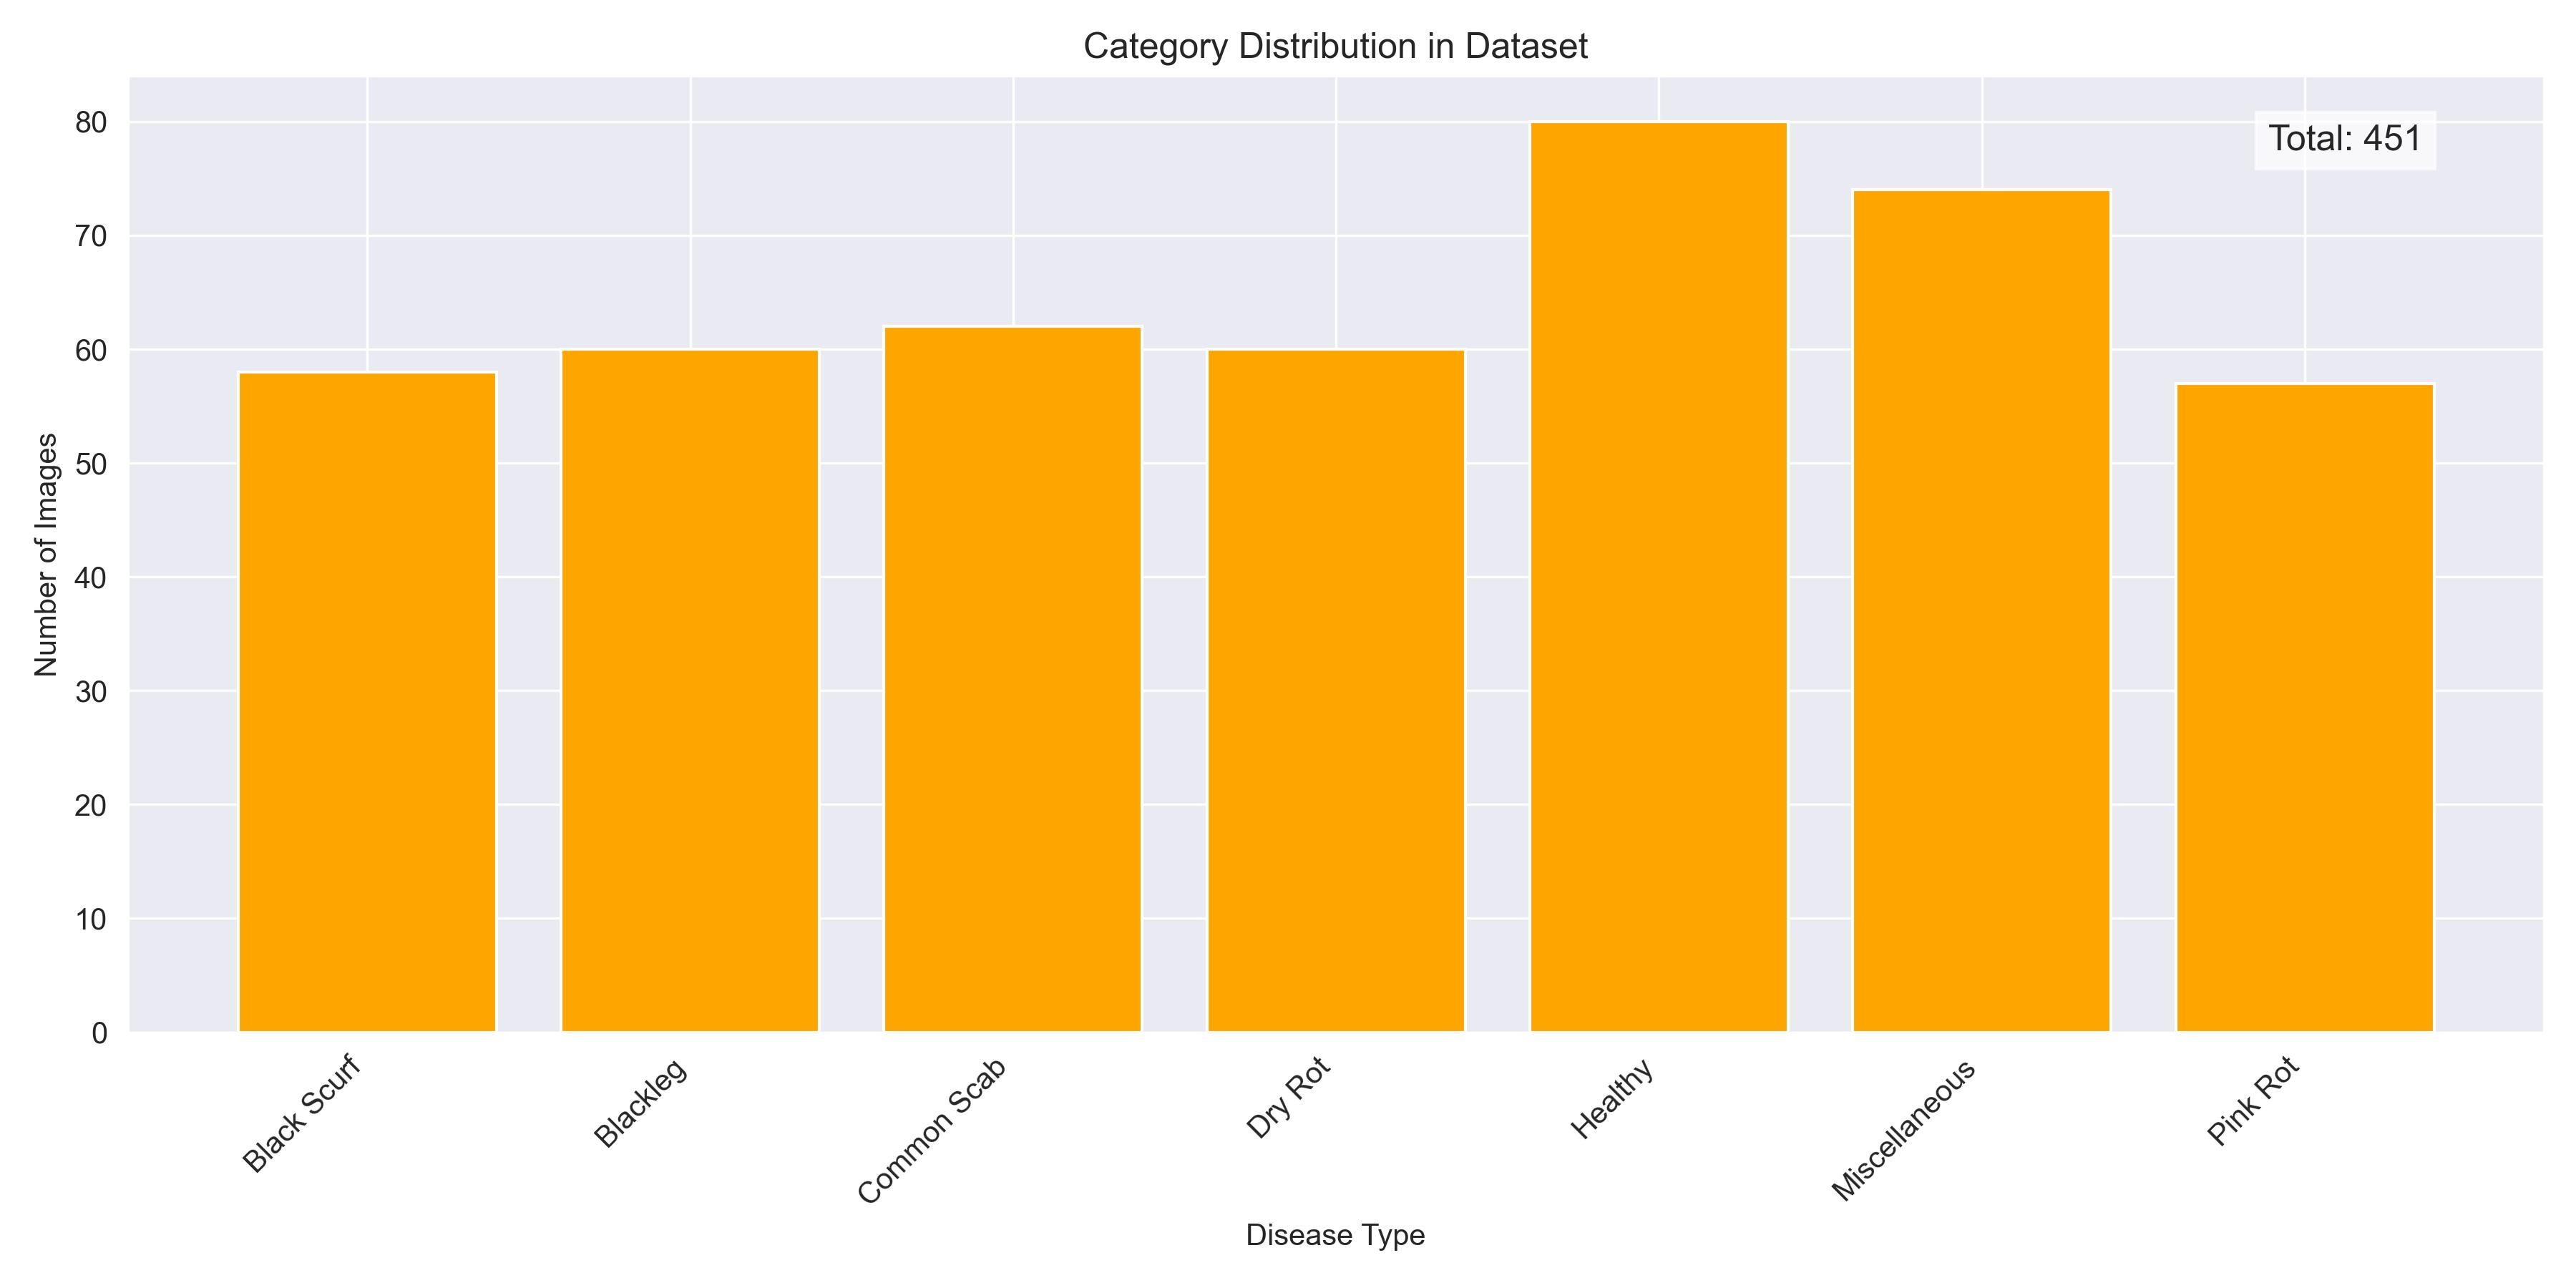 Category Distribution in Dataset
Total: 451
Number of Images
80
70
60
50
40
30
20
10
0
Black Scurf
Blackleg
Common Scab
Dry Rot
Healthy
Miscellaneous
Pink Rot
Disease Type